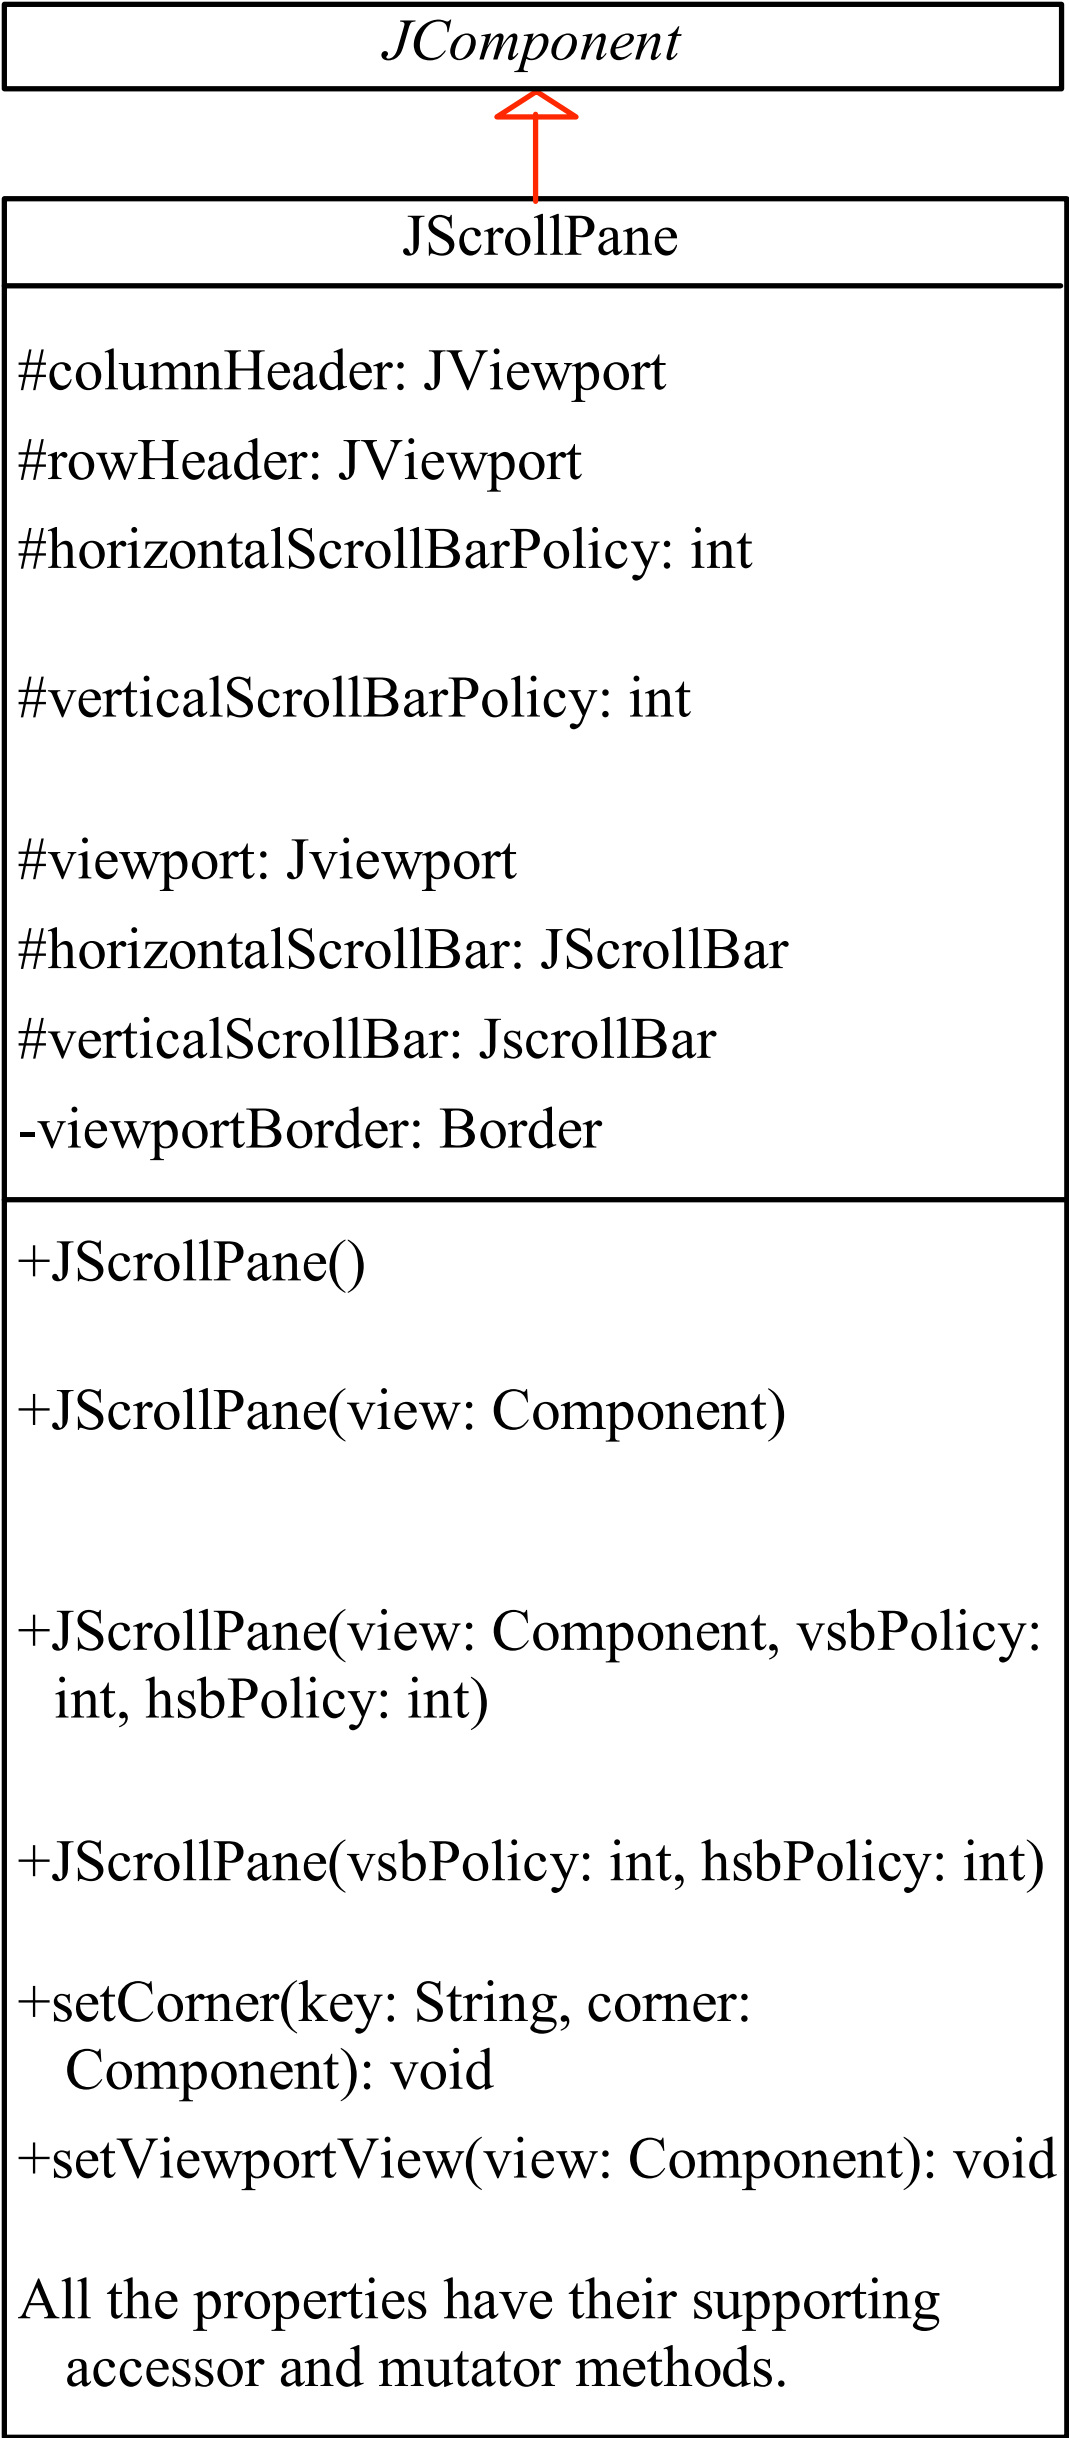 JComponent
JScrollPane
#columnHeader: JViewport
#rowHeader: JViewport
#horizontalScrollBarPolicy: int
#verticalScrollBarPolicy: int
#viewport: Jviewport
#horizontalScrollBar: JScrollBar
#verticalScrollBar: JscrollBar
-viewportBorder: Border
+JScrollPane()
+JScrollPane(view: Component)
+JScrollPane(view: Component, vsbPolicy:
int, hsbPolicy: int)
+JScrollPane(vsbPolicy: int, hsbPolicy: int)
+setCorner(key: String, corner:
Component): void
+setViewportView(view: Component): void
All the properties have their supporting
accessor and mutator methods.